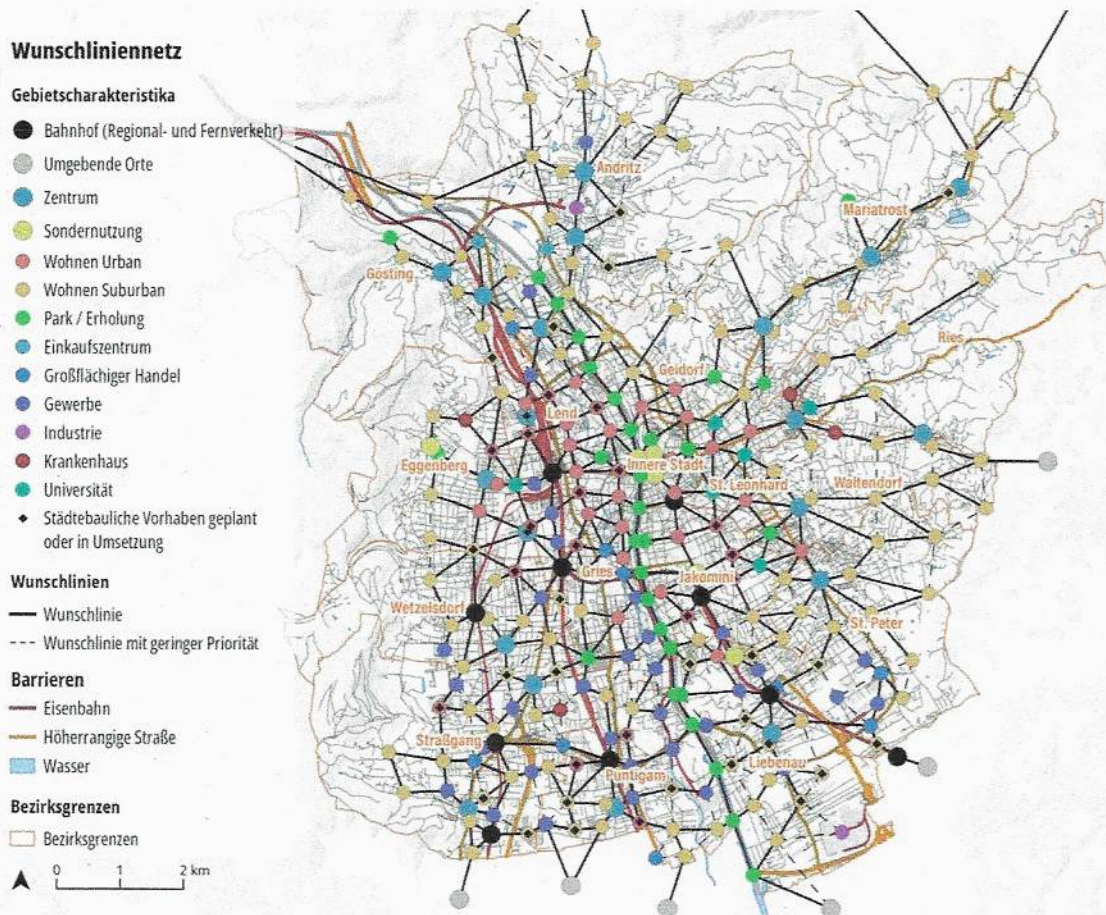 Wunschliniennetz
Gebietscharakteristika
Bahnhof (Regional- und Fernverkehr)
Umgebende Orte
Zentrum
Sondernutzung
Wohnen Urban
Wohnen Suburban
Park / Erholung
Einkaufszentrum
Großflächiger Handel
Gewerbe
Industrie
Krankenhaus
Universität
Städtebauliche Vorhaben geplant
oder in Umsetzung
Wunschlinien
Wunschlinie
Wunschlinie mit geringer Priorität
Barrieren
Eisenbahn
Höherrangige Straße
Wasser
Bezirksgrenzen
Bezirksgrenzen
0 1 2 km
Andritz
Mariatrost
Gösting
Ries
Geidorf
Lend
Eggenberg
Innere Stadt
St. Leonhard
Waltendorf
Gries
Jakomini
Wetzelsdorf
St. Peter
Straßgang
Puntigam
Liebenau